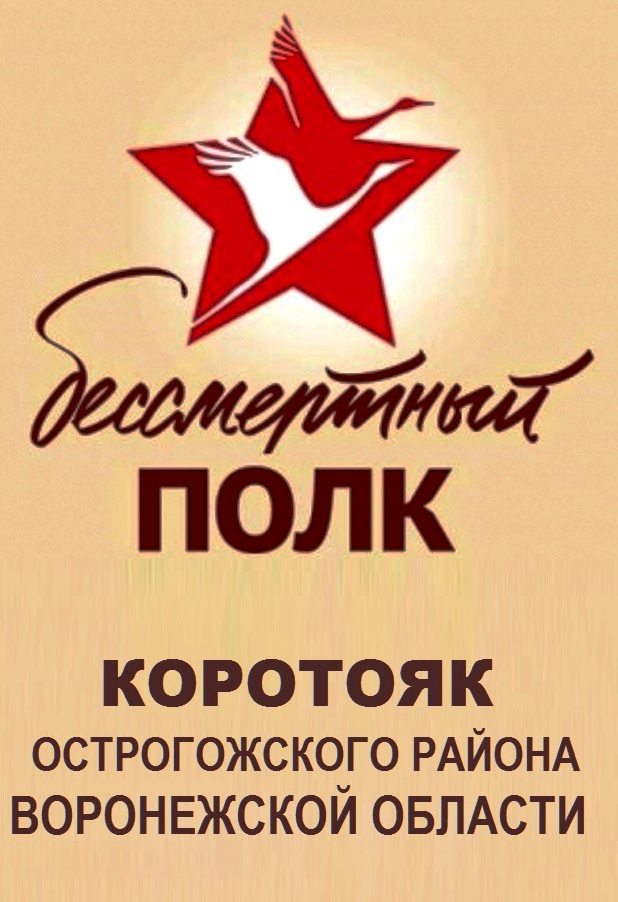 бессмертный
ПОЛК
КОРОТОЯК
ОСТРОГОЖСКОГО РАЙОНА
ВОРОНЕЖСКОЙ ОБЛАСТИ